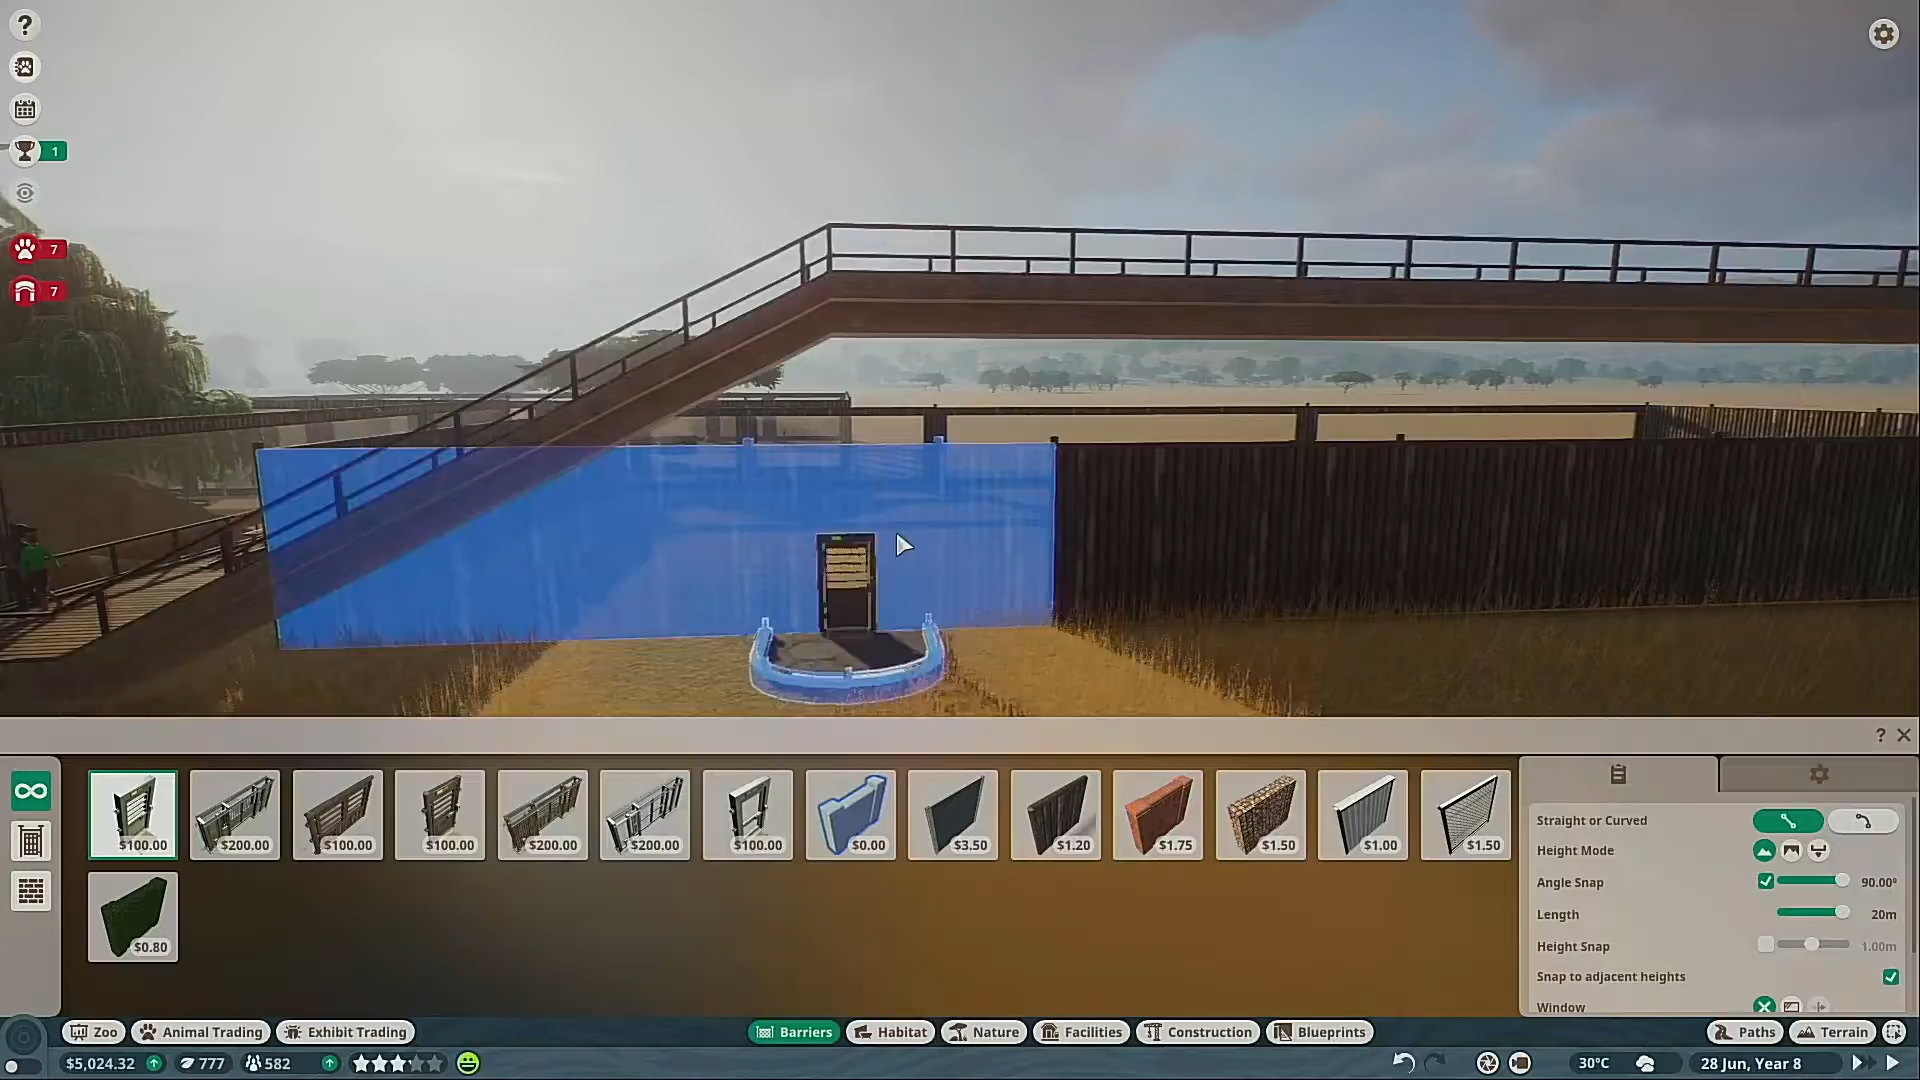 ?
1
7
7
? ×
$100.00 $200.00 $100.00 $100.00 $200.00 $200.00 $100.00 $0.00 $3.50 $1.20 $1.75 $1.50 $1.00 $1.50
$0.80
Straight or Curved
Height Mode
Angle Snap 90.00°
Length 20m
Height Snap 1.00m
Snap to adjacent heights
Window
Zoo Animal Trading Exhibit Trading Barriers Habitat Nature Facilities Construction Blueprints Paths Terrain
$5,024.32 777 582 30°C 28 Jun, Year 8